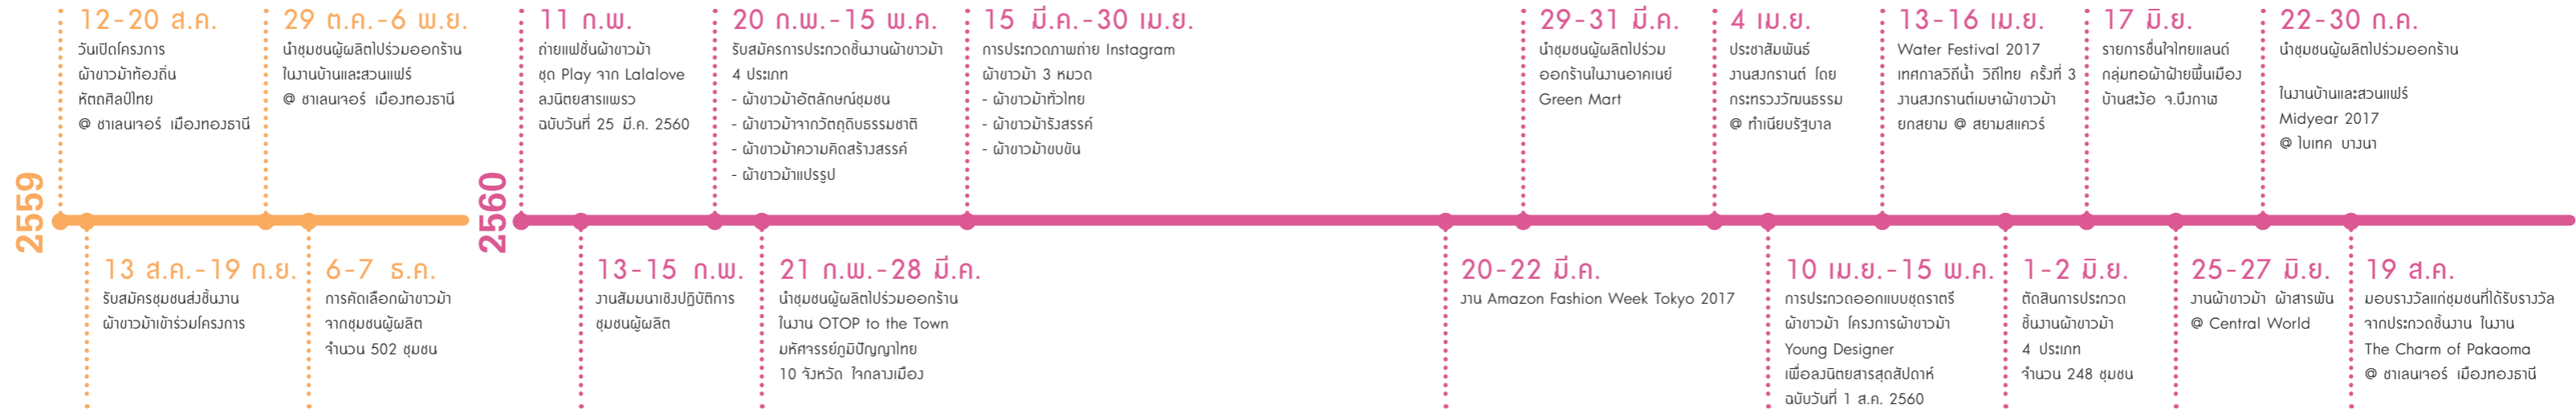 2559
12-20 ส.ค.
วันเปิดโครงการ
ผ้าขาวม้าท้องถิ่น
หัตถศิลป์ไทย
@ ชาเลนเจอร์ เมืองทองธานี
13 ส.ค.-19 ก.ย.
รับสมัครชุมชนส่งชิ้นงาน
ผ้าขาวม้าเข้าร่วมโครงการ
29 ต.ค.-6 พ.ย.
นำชุมชนผู้ผลิตไปร่วมออกร้าน
ในงานบ้านและสวนแฟร์
@ ชาเลนเจอร์ เมืองทองธานี
6-7 ธ.ค.
การคัดเลือกผ้าขาวม้า
จากชุมชนผู้ผลิต
จำนวน 502 ชุมชน
2560
11 ก.พ.
ถ่ายแฟชั่นผ้าขาวม้า
ชุด Play จาก Lalalove
ลงนิตยสารแพรว
ฉบับวันที่ 25 มี.ค. 2560
13-15 ก.พ.
งานสัมมนาเชิงปฏิบัติการ
ชุมชนผู้ผลิต
20 ก.พ.-15 พ.ค.
รับสมัครการประกวดชิ้นงานผ้าขาวม้า
4 ประเภท
- ผ้าขาวม้าอัตลักษณ์ชุมชน
- ผ้าขาวม้าจากวัตถุดิบธรรมชาติ
- ผ้าขาวม้าความคิดสร้างสรรค์
- ผ้าขาวม้าแปรรูป
21 ก.พ.-28 มี.ค.
นำชุมชนผู้ผลิตไปร่วมออกร้าน
ในงาน OTOP to the Town
มหัศจรรย์ภูมิปัญญาไทย
10 จังหวัด ใจกลางเมือง
15 มี.ค.-30 เม.ย.
การประกวดภาพถ่าย Instagram
ผ้าขาวม้า 3 หมวด
- ผ้าขาวม้าทั่วไทย
- ผ้าขาวม้ารังสรรค์
- ผ้าขาวม้าขบขัน
20-22 มี.ค.
งาน Amazon Fashion Week Tokyo 2017
29-31 มี.ค.
นำชุมชนผู้ผลิตไปร่วม
ออกร้านในงานอาคเนย์
Green Mart
4 เม.ย.
ประชาสัมพันธ์
งานสงกรานต์ โดย
กระทรวงวัฒนธรรม
@ ทำเนียบรัฐบาล
10 เม.ย.-15 พ.ค.
การประกวดออกแบบชุดราตรี
ผ้าขาวม้า โครงการผ้าขาวม้า
Young Designer
เพื่อลงนิตยสารสุดสัปดาห์
ฉบับวันที่ 1 ส.ค. 2560
13-16 เม.ย.
Water Festival 2017
เทศกาลวิถีน้ำ วิถีไทย ครั้งที่ 3
งานสงกรานต์เมษาผ้าขาวม้า
ยกสยาม @ สยามสแควร์
1-2 มิ.ย.
ตัดสินการประกวด
ชิ้นงานผ้าขาวม้า
4 ประเภท
จำนวน 248 ชุมชน
17 มิ.ย.
รายการชื่นใจไทยแลนด์
กลุ่มทอผ้าฝ้ายพื้นเมือง
บ้านสะง้อ จ.บึงกาฬ
25-27 มิ.ย.
งานผ้าขาวม้า ผ้าสารพัน
@ Central World
22-30 ก.ค.
นำชุมชนผู้ผลิตไปร่วมออกร้าน
ในงานบ้านและสวนแฟร์
Midyear 2017
@ ไบเทค บางนา
19 ส.ค.
มอบรางวัลแก่ชุมชนที่ได้รับรางวัล
จากประกวดชิ้นงาน ในงาน
The Charm of Pakaoma
@ ชาเลนเจอร์ เมืองทองธานี